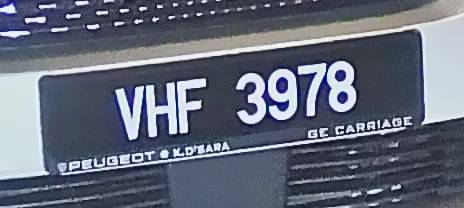 VHF 3978
PEUGEOT @ K.D'SARA GE CARRIAGE